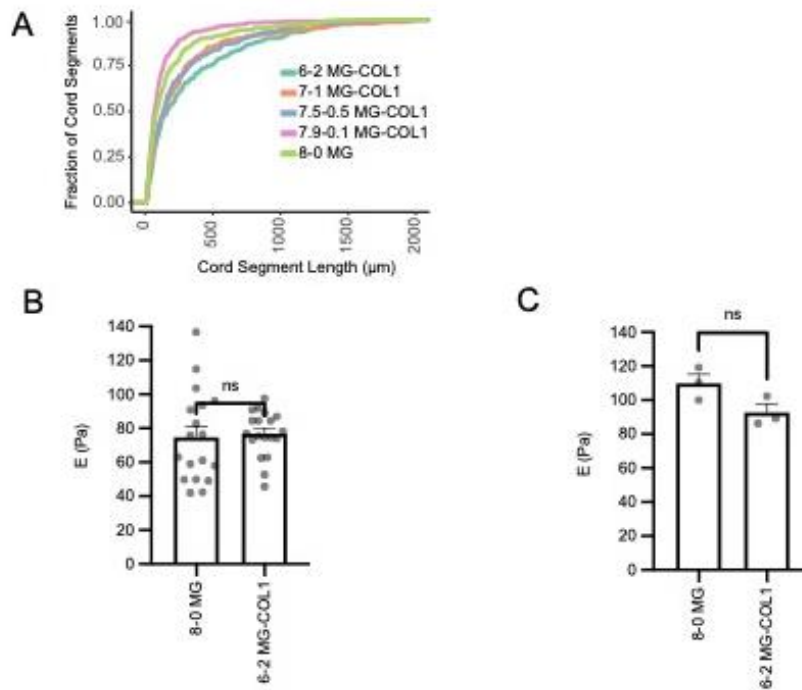 A
Fraction of Cord Segments
1.00
0.75
0.50
0.25
0.00
6-2 MG-COL1
7-1 MG-COL1
7.5-0.5 MG-COL1
7.9-0.1 MG-COL1
8-0 MG
0
500
1000
1500
2000
Cord Segment Length (µm)
B
E (Pa)
140
120
100
80
60
40
20
0
ns
8-0 MG
6-2 MG-COL1
C
E (Pa)
140
120
100
80
60
40
20
0
ns
8-0 MG
6-2 MG-COL1